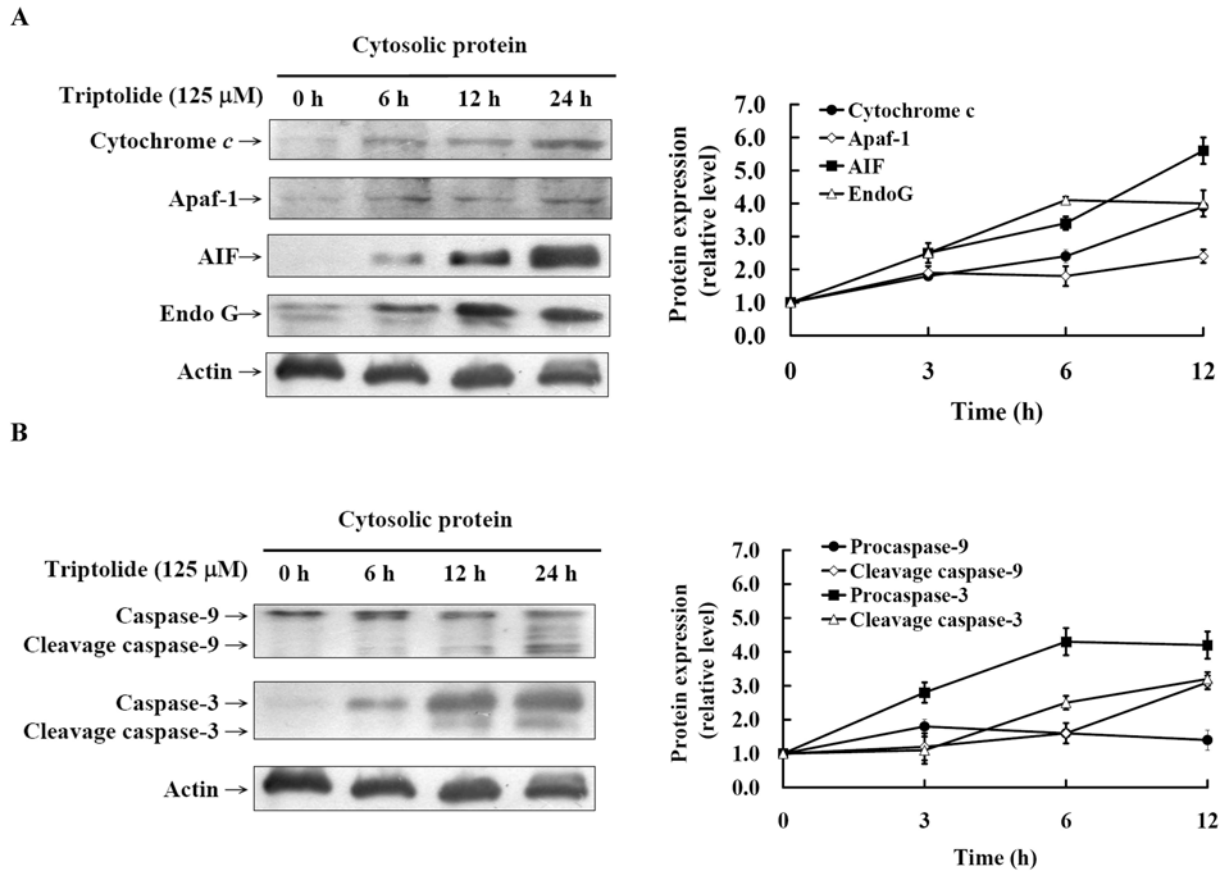 A
Cytosolic protein
Triptolide (125 μM) 0 h 6 h 12 h 24 h
Cytochrome c→
Apaf-1→
AIF→
Endo G→
Actin →
7.0
6.0
5.0
4.0
3.0
2.0
1.0
0.0
Protein expression
(relative level)
Cytochrome c
Apaf-1
AIF
EndoG
0 3 6 12
Time (h)
B
Cytosolic protein
Triptolide (125 μM) 0 h 6 h 12 h 24 h
Caspase-9 →
Cleavage caspase-9 →
Caspase-3 →
Cleavage caspase-3 →
Actin →
7.0
6.0
5.0
4.0
3.0
2.0
1.0
0.0
Protein expression
(relative level)
Procaspase-9
Cleavage caspase-9
Procaspase-3
Cleavage caspase-3
0 3 6 12
Time (h)